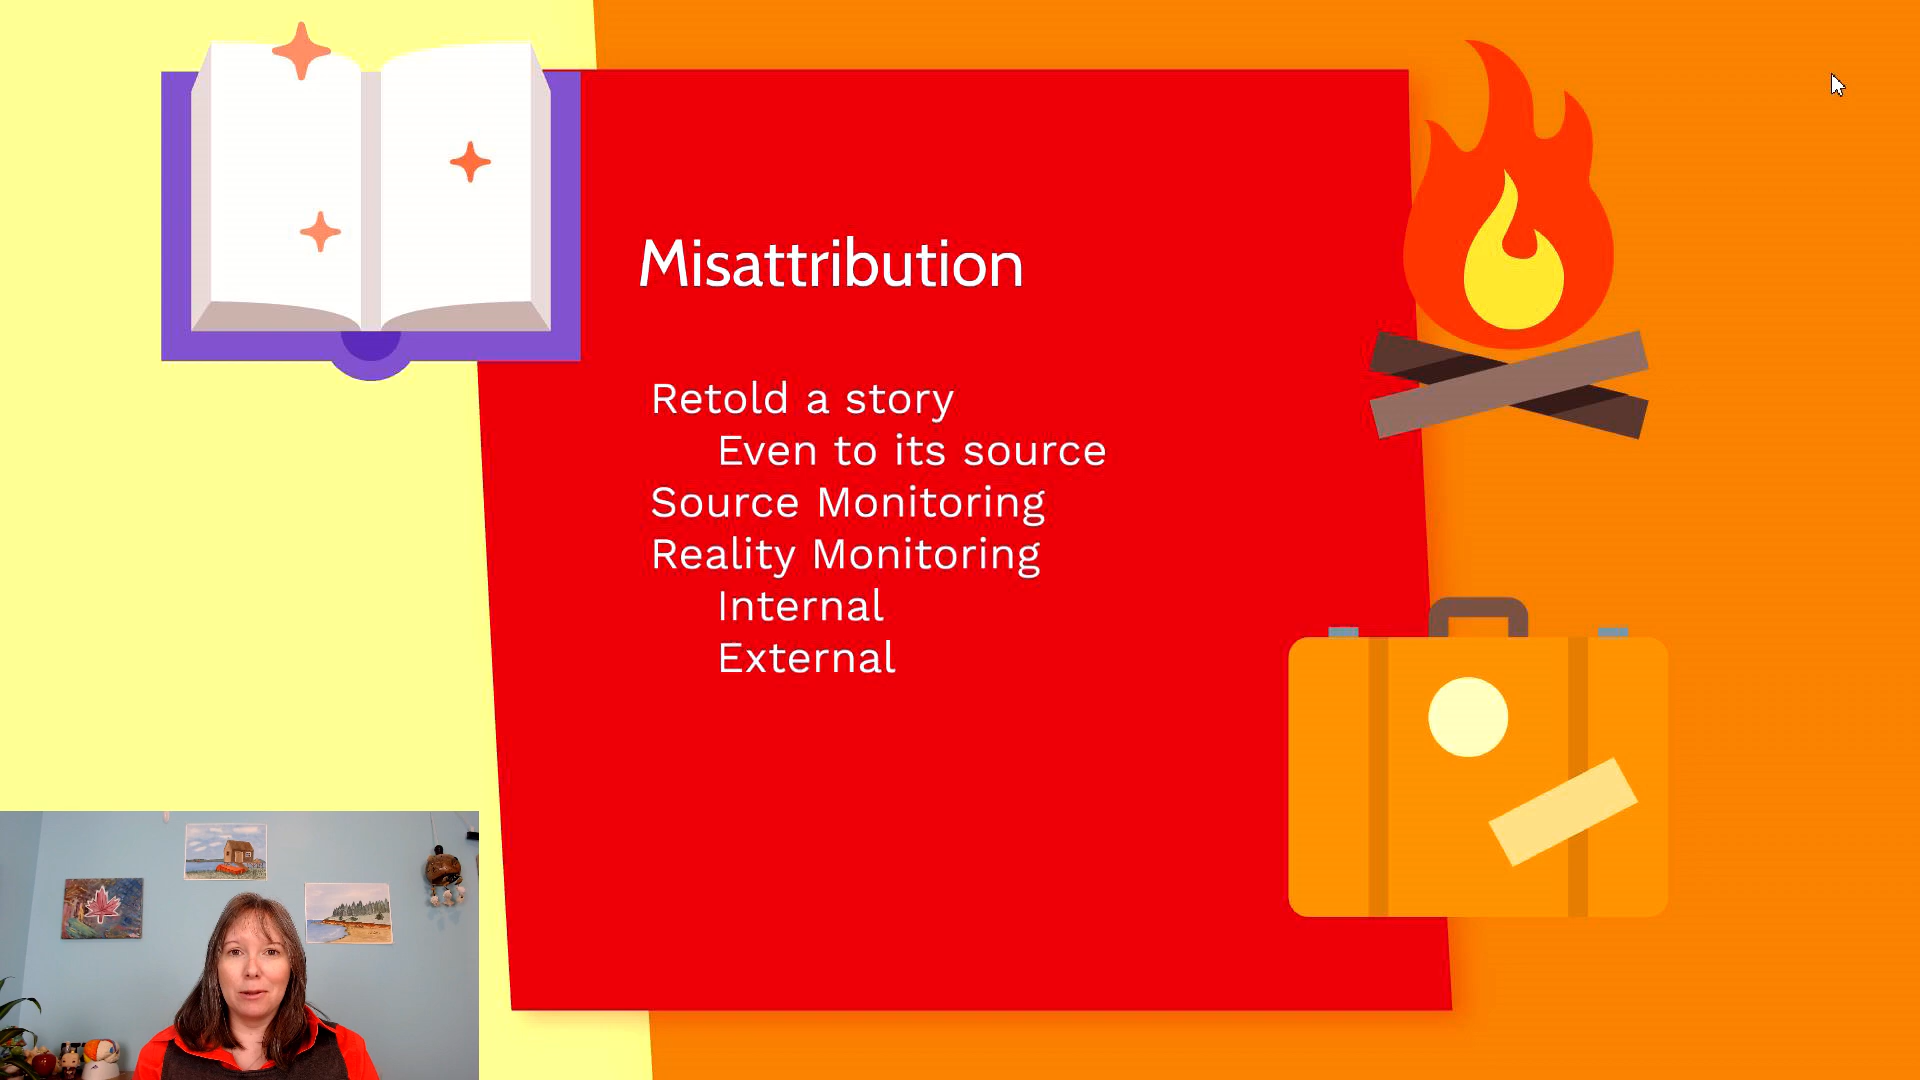 Misattribution
Retold a story
Even to its source
Source Monitoring
Reality Monitoring
Internal
External